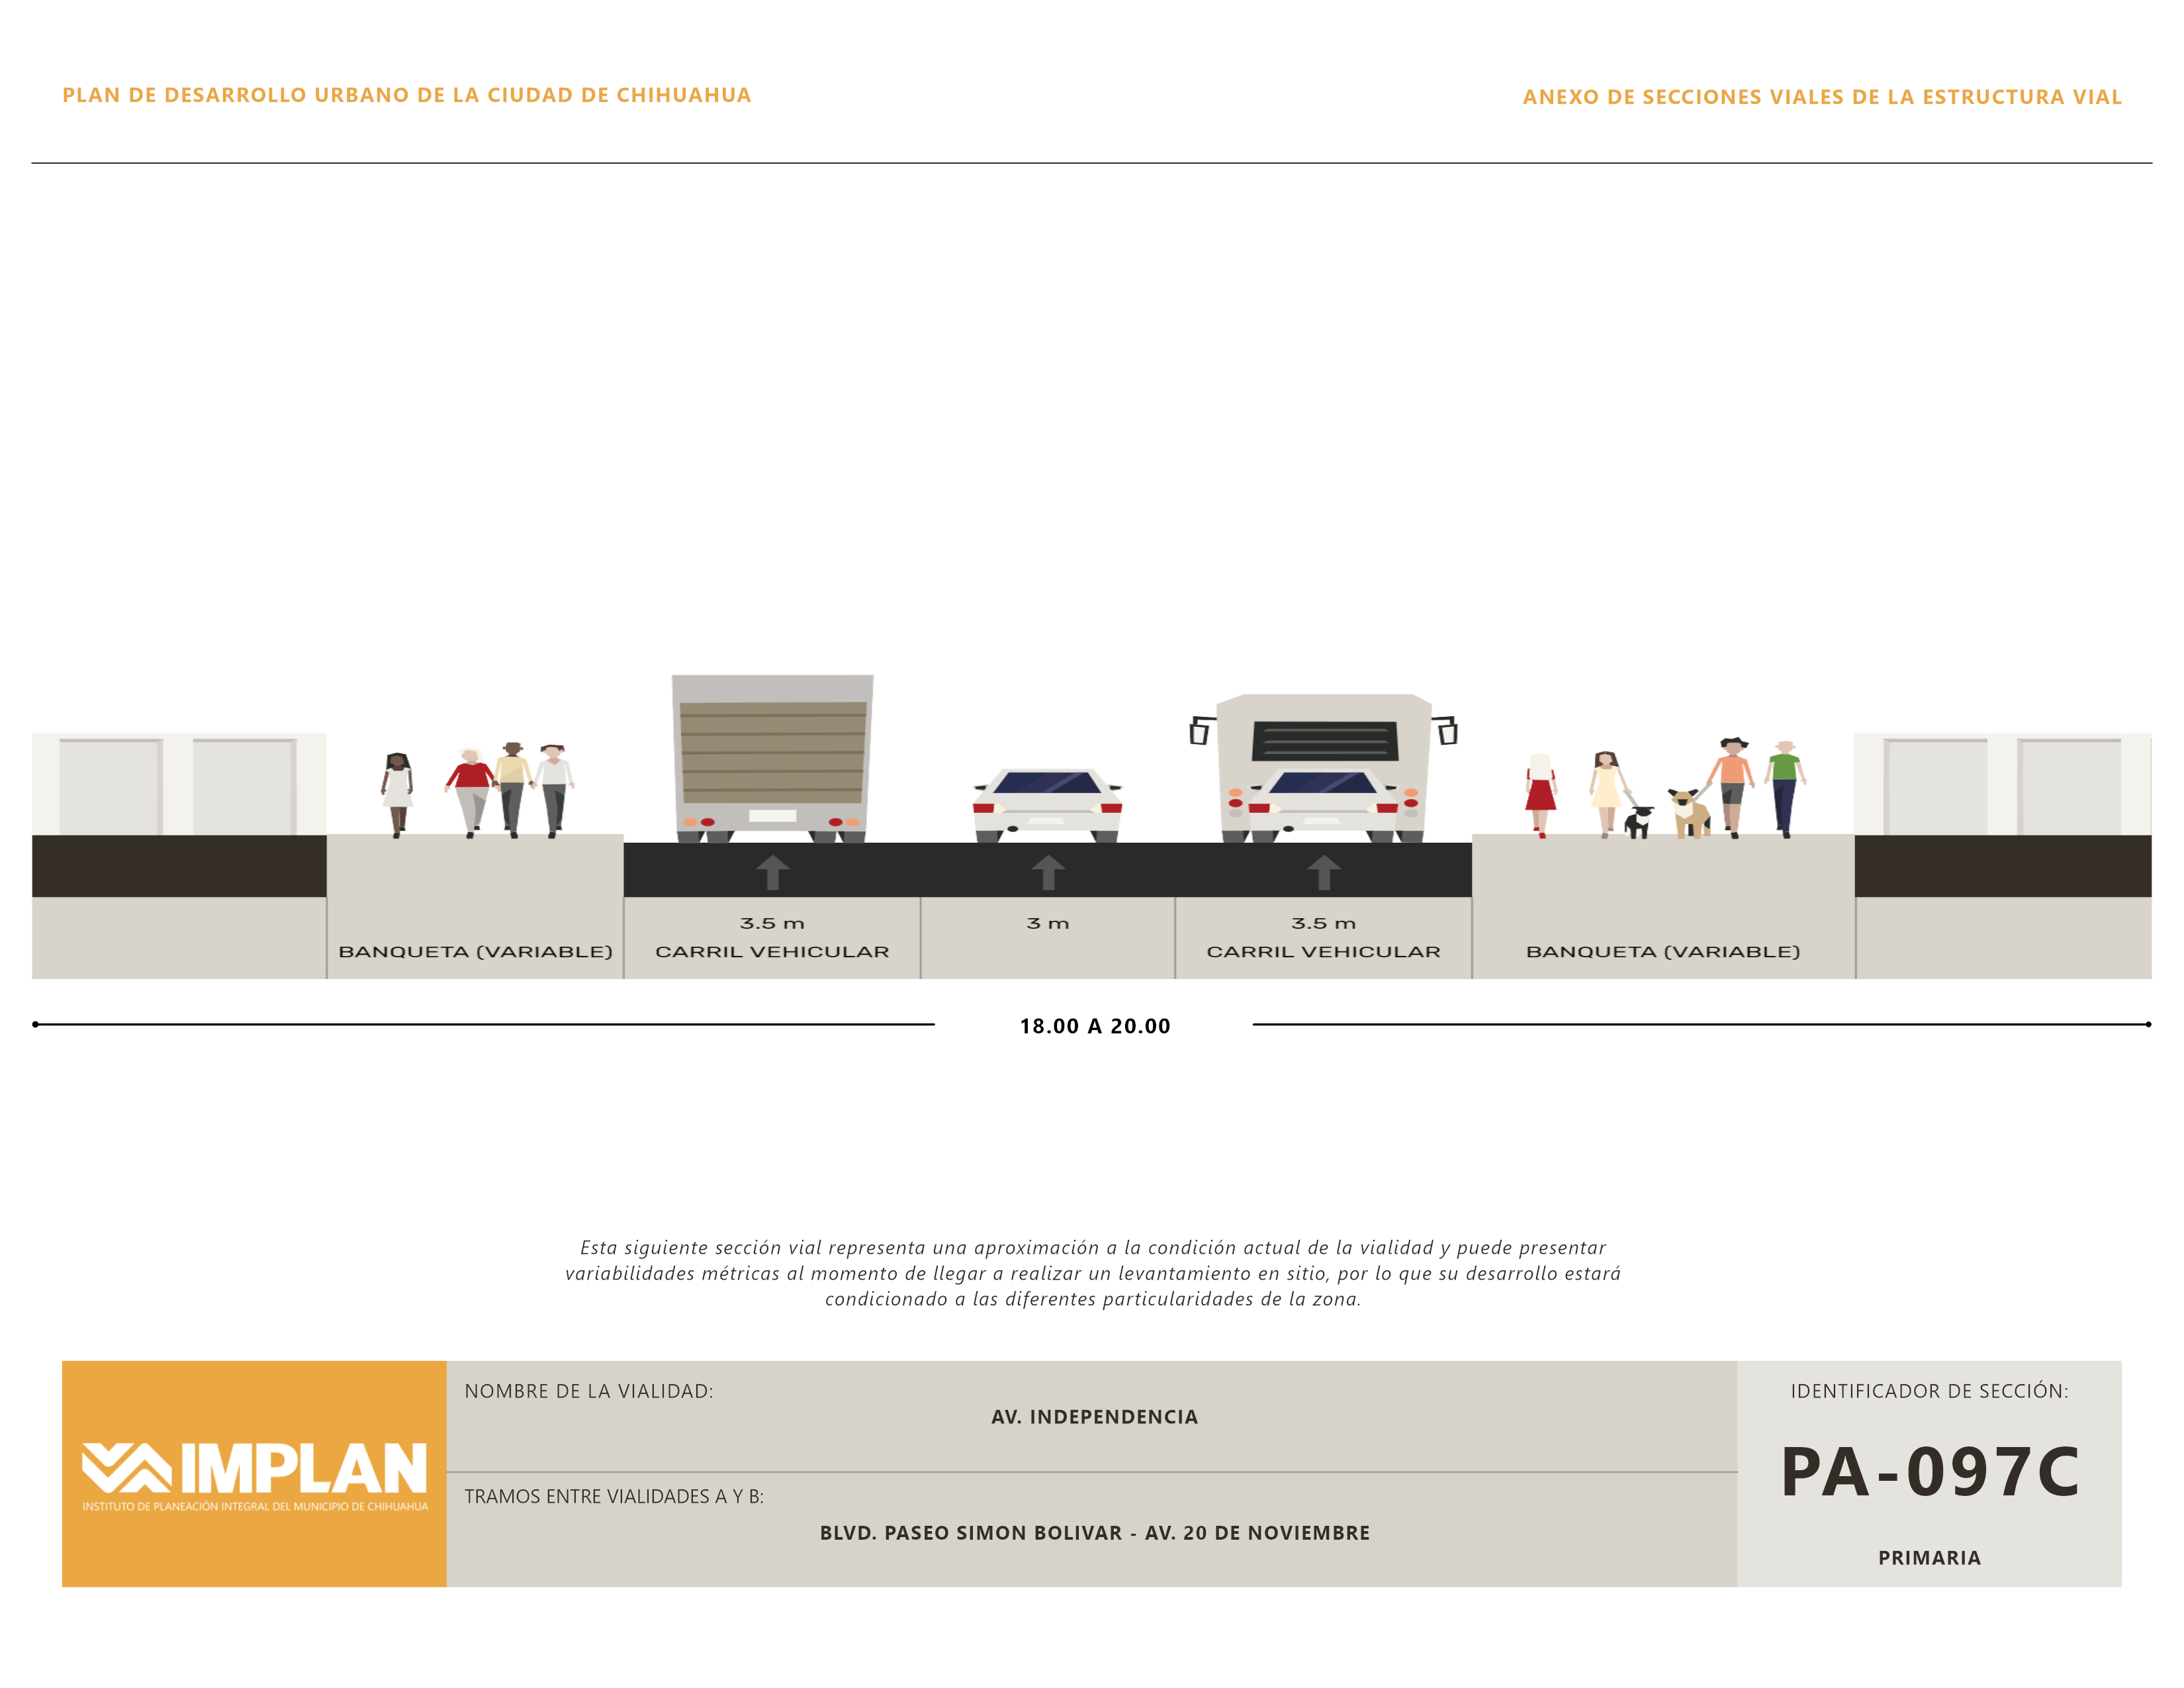 PLAN DE DESARROLLO URBANO DE LA CIUDAD DE CHIHUAHUA
ANEXO DE SECCIONES VIALES DE LA ESTRUCTURA VIAL
3.5 m
3 m
3.5 m
BANQUETA (VARIABLE)
CARRIL VEHICULAR
CARRIL VEHICULAR
BANQUETA (VARIABLE)
18.00 A 20.00
Esta siguiente sección vial representa una aproximación a la condición actual de la vialidad y puede presentar
variabilidades métricas al momento de llegar a realizar un levantamiento en sitio, por lo que su desarrollo estará
condicionado a las diferentes particularidades de la zona.
IMPLAN
INSTITUTO DE PLANEACIÓN INTEGRAL DEL MUNICIPIO DE CHIHUAHUA
NOMBRE DE LA VIALIDAD:
AV. INDEPENDENCIA
TRAMOS ENTRE VIALIDADES A Y B:
BLVD. PASEO SIMON BOLIVAR - AV. 20 DE NOVIEMBRE
IDENTIFICADOR DE SECCIÓN:
PA-097C
PRIMARIA